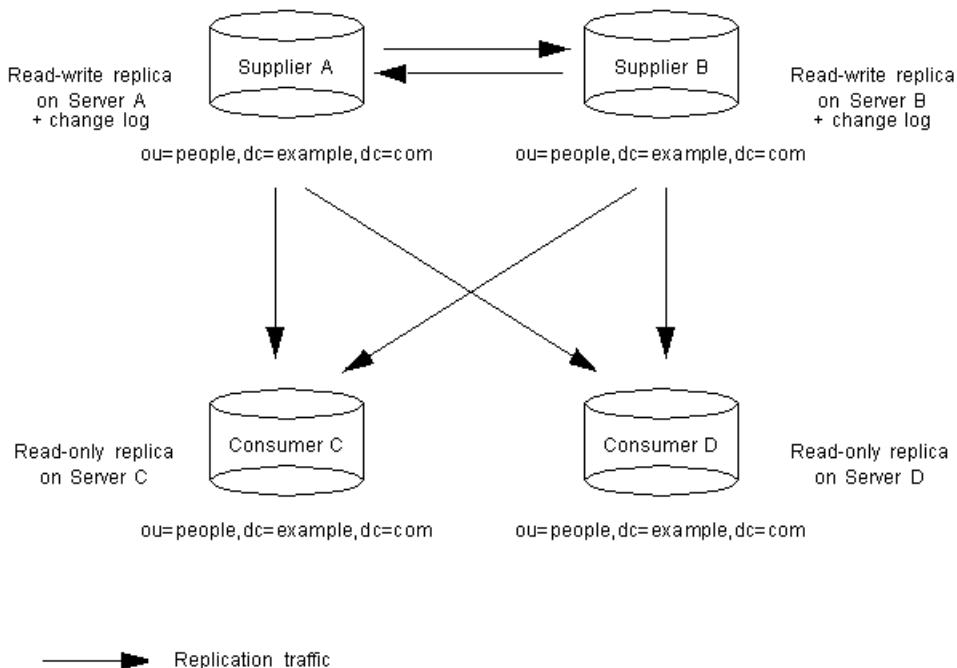 Supplier A
Supplier B
Read-write replica
on Server A
+ change log
Read-write replica
on Server B
+ change log
ou=people,dc=example,dc=com
ou=people,dc=example,dc=com
Consumer C
Consumer D
Read-only replica
on Server C
Read-only replica
on Server D
ou=people,dc=example,dc=com
ou=people,dc=example,dc=com
Replication traffic